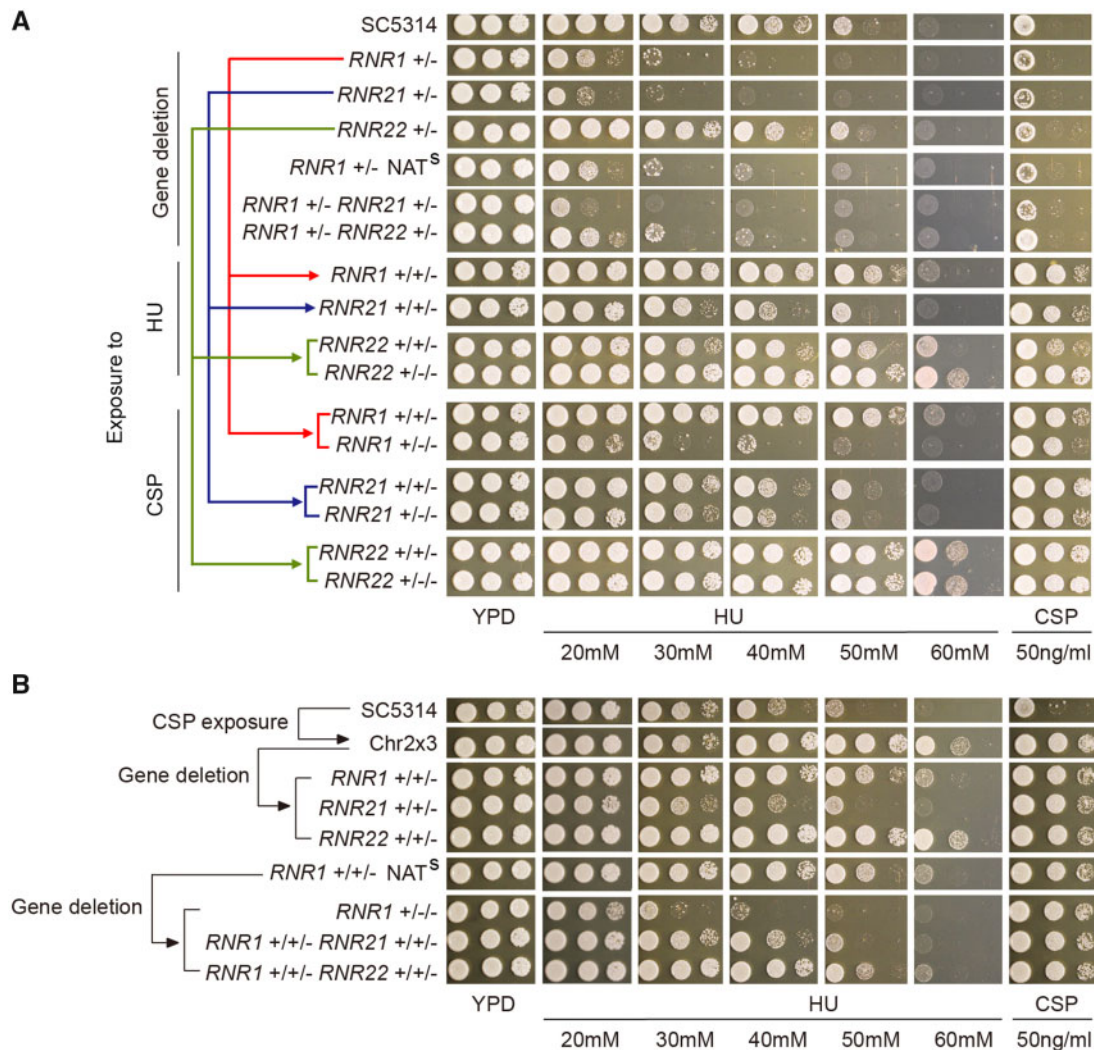 A
SC5314
RNR1 +/-
RNR21 +/-
RNR22 +/-
RNR1 +/- NATˢ
RNR1 +/- RNR21 +/-
RNR1 +/- RNR22 +/-
RNR1 +/+/-
RNR21 +/+/-
RNR22 +/+/-
RNR22 +/-/-
RNR1 +/+/-
RNR1 +/-/-
RNR21 +/+/-
RNR21 +/-/-
RNR22 +/+/-
RNR22 +/-/-
Gene deletion
Exposure to
HU
CSP
YPD
HU
CSP
20mM
30mM
40mM
50mM
60mM
50ng/ml
B
SC5314
CSP exposure
Chr2x3
Gene deletion
RNR1 +/+/-
RNR21 +/+/-
RNR22 +/+/-
RNR1 +/+/- NATˢ
Gene deletion
RNR1 +/-/-
RNR1 +/+/- RNR21 +/+/-
RNR1 +/+/- RNR22 +/+/-
YPD
HU
CSP
20mM
30mM
40mM
50mM
60mM
50ng/ml